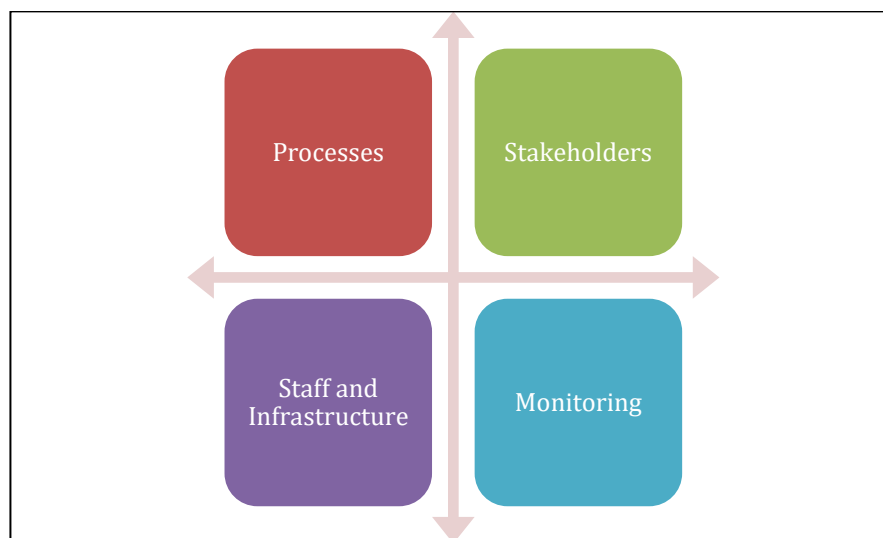 Processes
Stakeholders
Staff and
Infrastructure
Monitoring